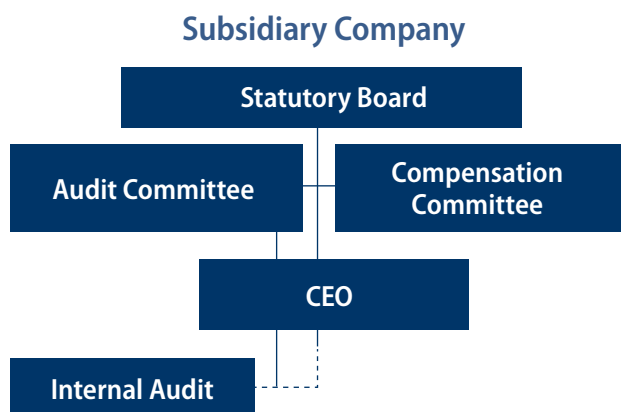 Subsidiary Company
Statutory Board
Audit Committee
Compensation
Committee
CEO
Internal Audit